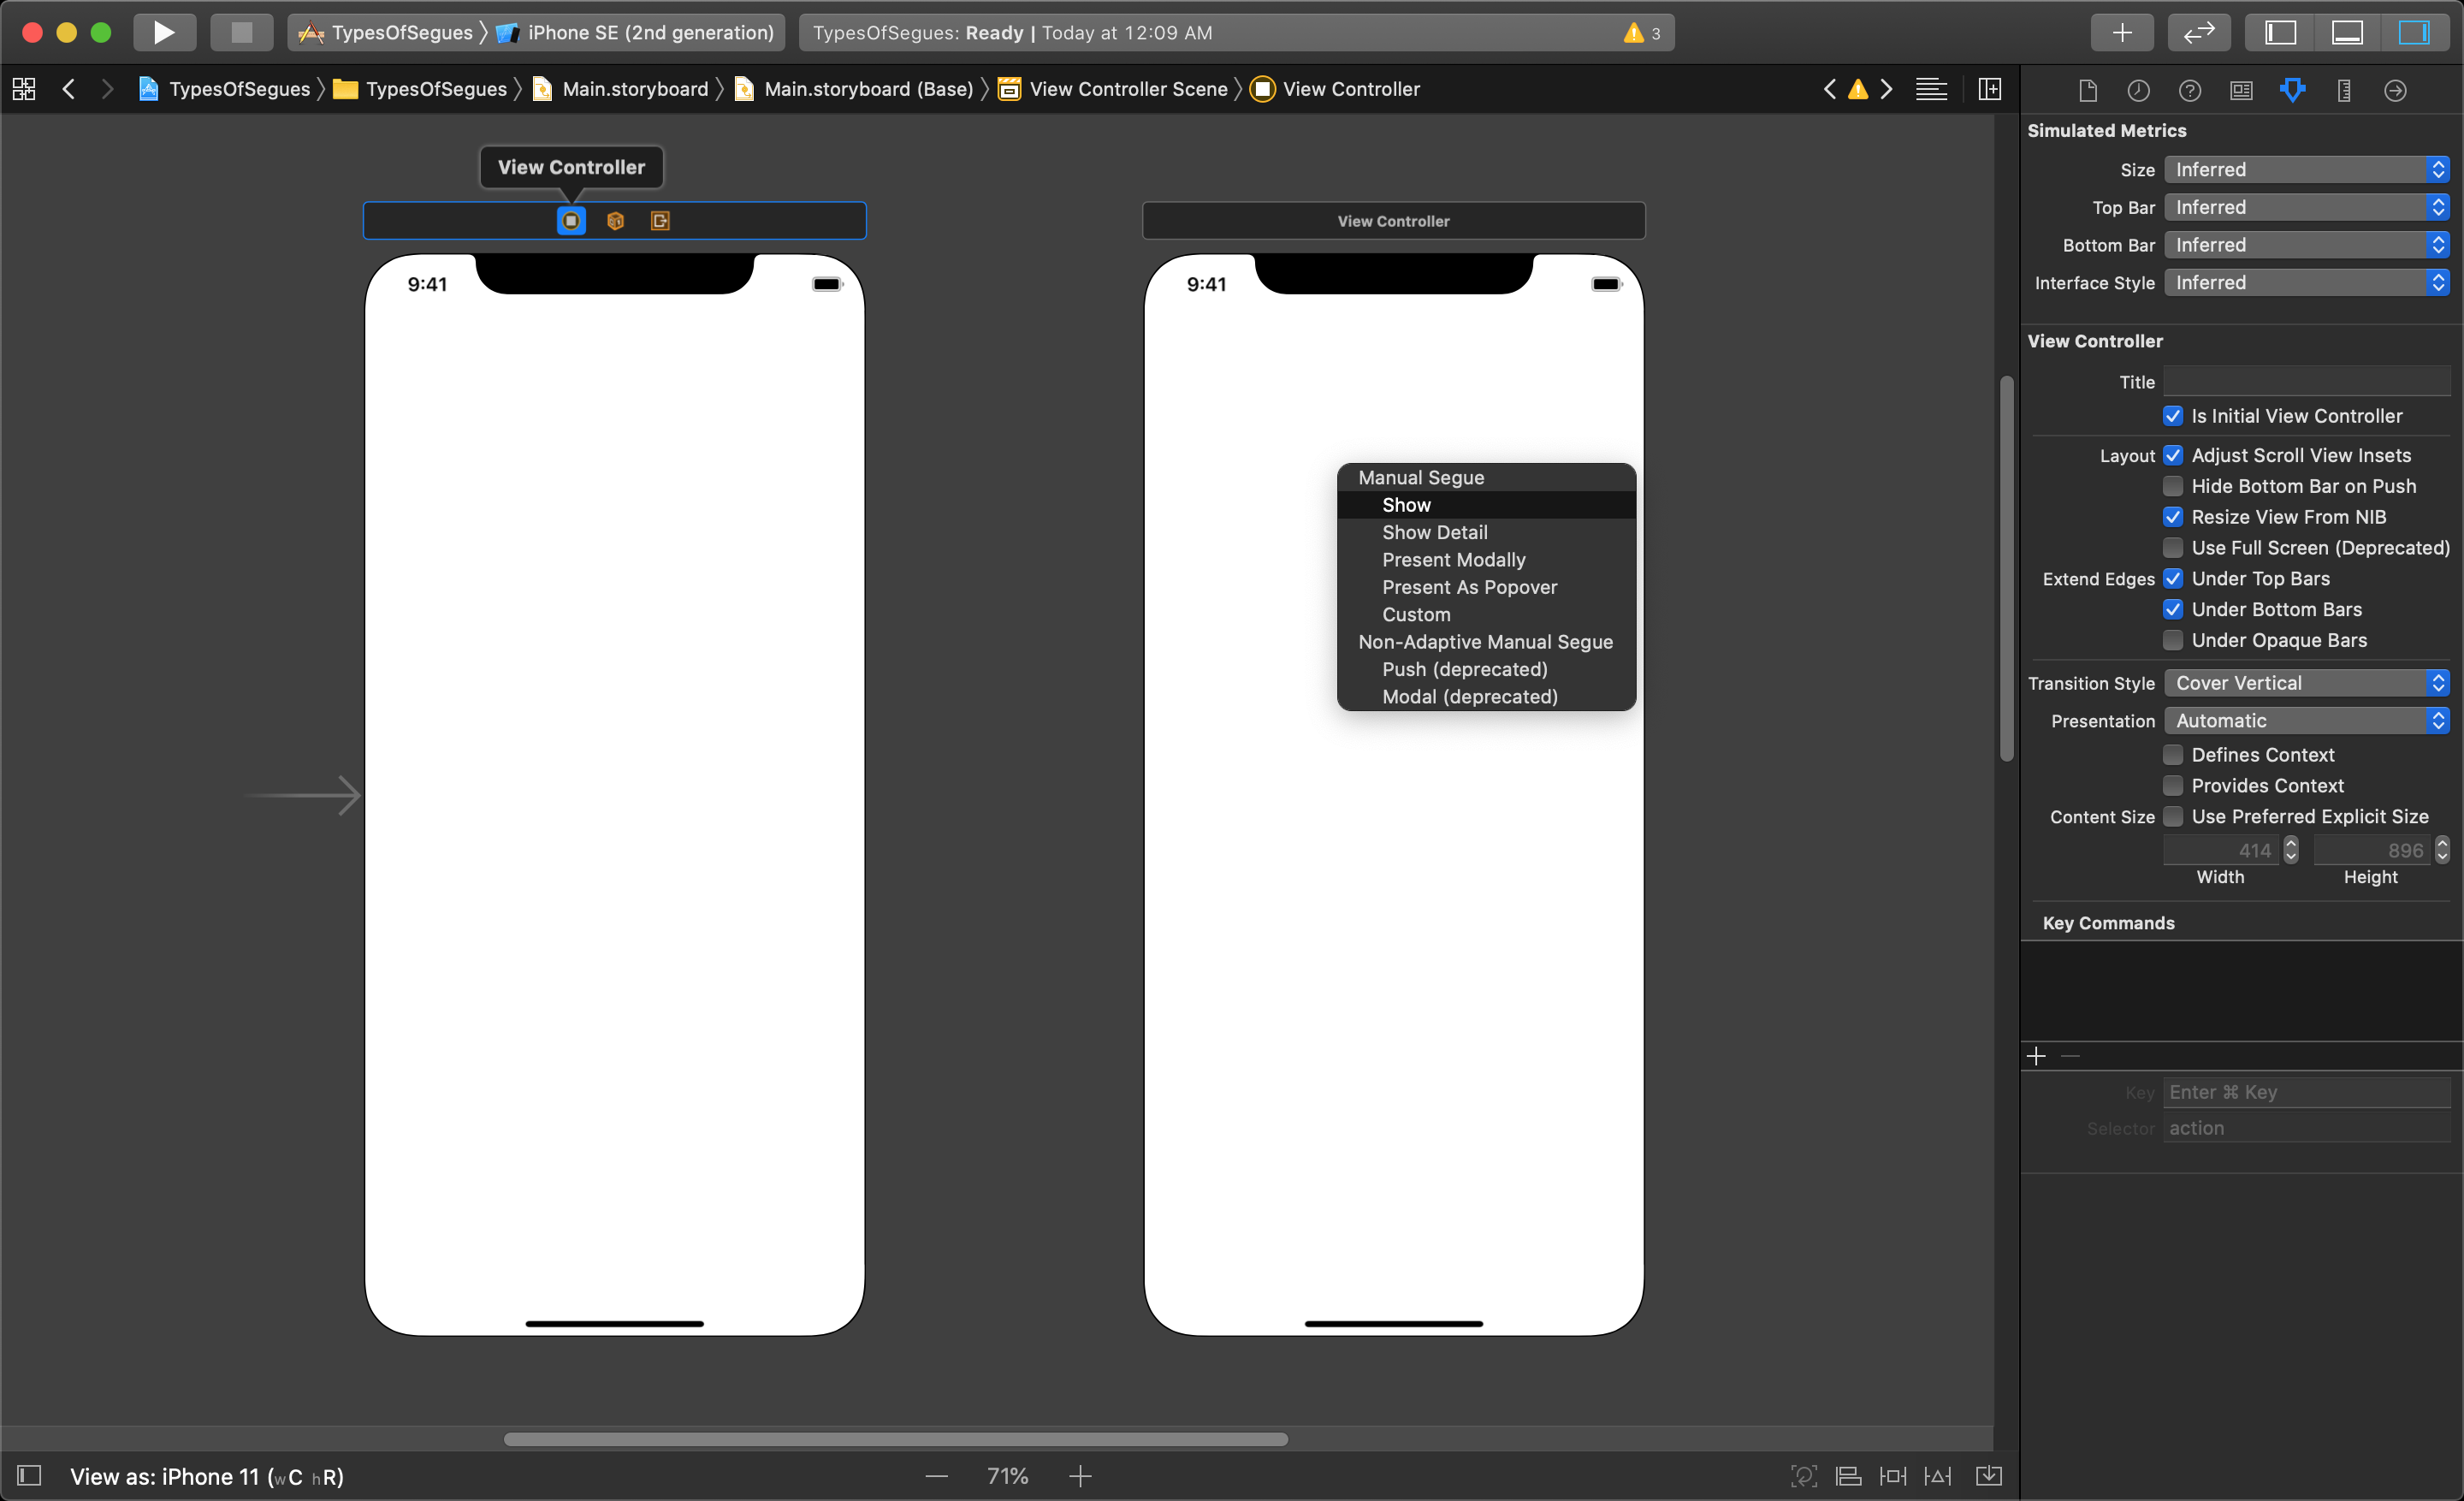 TypesOfSegues 〉 iPhone SE (2nd generation)
TypesOfSegues: Ready | Today at 12:09 AM
3
TypesOfSegues 〉 TypesOfSegues 〉 Main.storyboard 〉 Main.storyboard (Base) 〉 View Controller Scene 〉 View Controller
View Controller
9:41
View Controller
9:41
Manual Segue
Show
Show Detail
Present Modally
Present As Popover
Custom
Non-Adaptive Manual Segue
Push (deprecated)
Modal (deprecated)
Simulated Metrics
Size Inferred
Top Bar Inferred
Bottom Bar Inferred
Interface Style Inferred
View Controller
Title
Is Initial View Controller
Layout Adjust Scroll View Insets
Hide Bottom Bar on Push
Resize View From NIB
Use Full Screen (Deprecated)
Extend Edges Under Top Bars
Under Bottom Bars
Under Opaque Bars
Transition Style Cover Vertical
Presentation Automatic
Defines Context
Provides Context
Content Size Use Preferred Explicit Size
414 896
Width Height
Key Commands
Key Enter ⌘ Key
Selector action
View as: iPhone 11 (wC hR)
71%